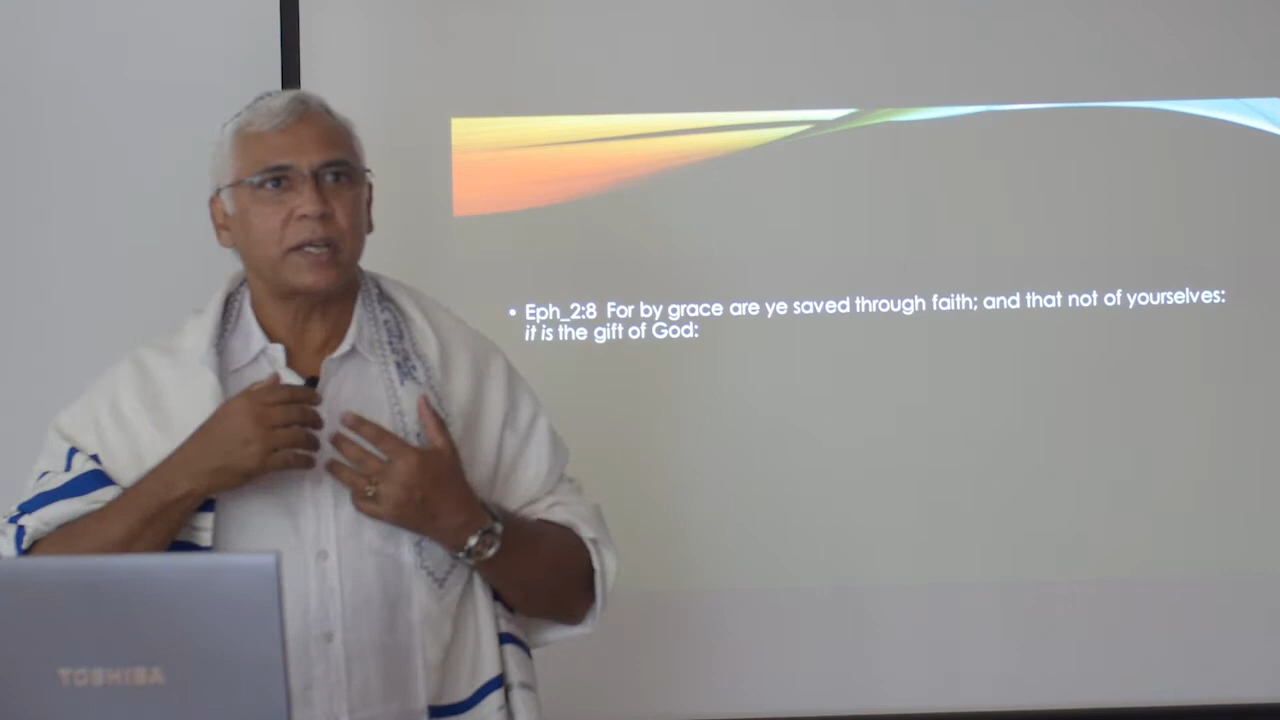 • Eph_2:8 For by grace are ye saved through faith; and that not of yourselves:
it is the gift of God:
TOSHIBA